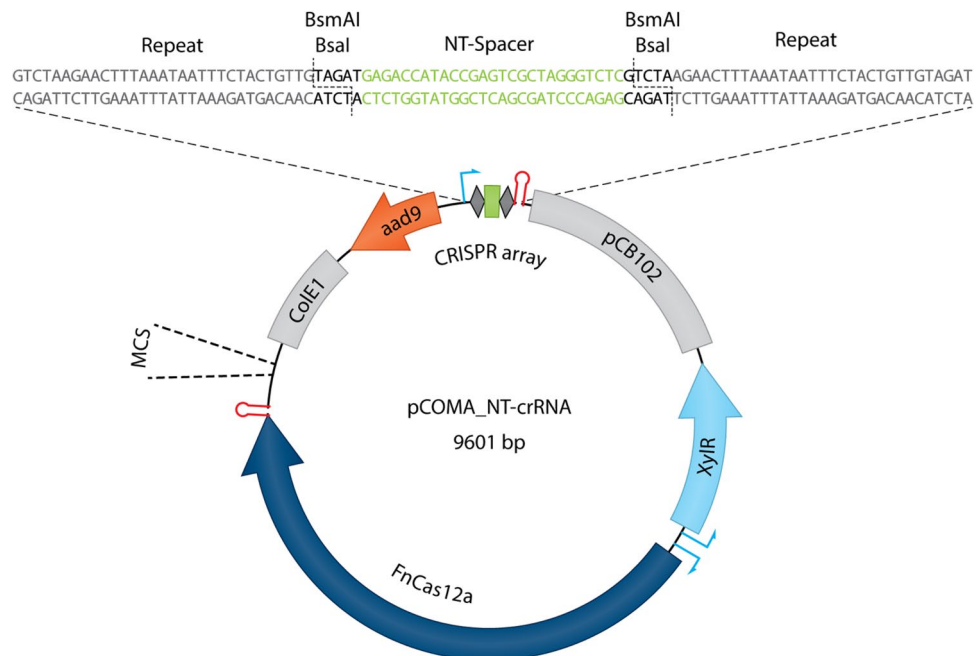 BsmAI BsmAI
Repeat BsaI NT-Spacer BsaI Repeat
GTCTAAGAACTTTAAATAATTTCTACTGTTGTAGATGAGACCATACCGAGTCGCTAGGGTCTCGTCTAAGAACTTTAAATAATTTCTACTGTTGTAGAT
CAGATTCTTGAAATTTATTAAAGATGACAACATCTACTCTGGTATGGCTCAGCGATCCCAGAGCAGATTCTTGAAATTTATTAAAGATGACAACATCTA
aad9
CRISPR array
pCB102
ColE1
MCS
pCOMA_NT-crRNA
9601 bp
XylR
FnCas12a